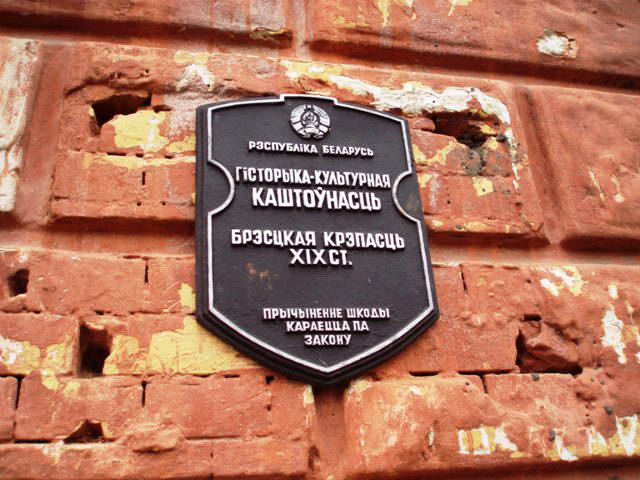 РЭСПУБЛІКА БЕЛАРУСЬ
ГІСТОРЫКА-КУЛЬТУРНАЯ
КАШТОЎНАСЦЬ
БРЭСЦКАЯ КРЭПАСЦЬ
XIX СТ.
ПРЫЧЫНЕННЕ ШКОДЫ
КАРАЕЦЦА ПА
ЗАКОНУ